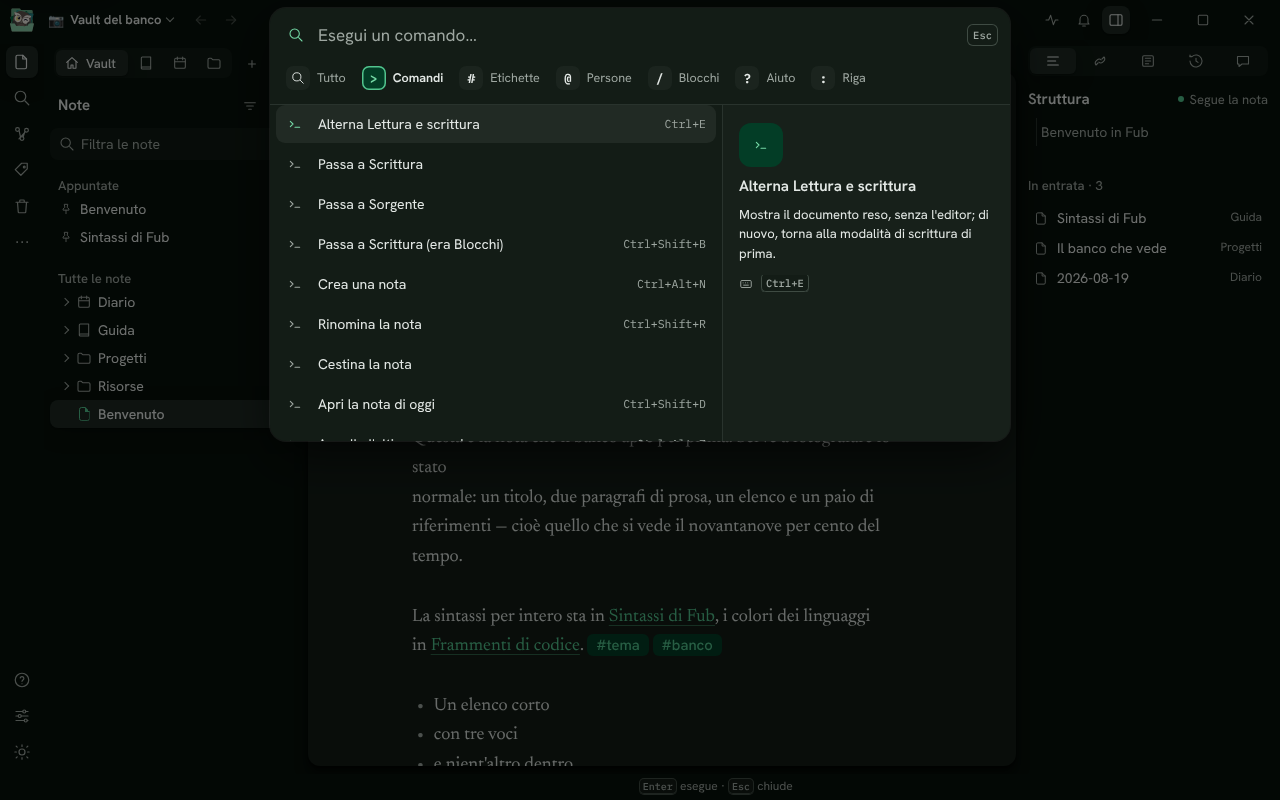 Vault del banco
Esegui un comando...
Esc
Tutto
> Comandi
# Etichette
@ Persone
/ Blocchi
? Aiuto
: Riga
Vault
Note
Filtra le note
Appuntate
Benvenuto
Sintassi di Fub
Tutte le note
Diario
Guida
Progetti
Risorse
Benvenuto
Alterna Lettura e scrittura Ctrl+E
Passa a Scrittura
Passa a Sorgente
Passa a Scrittura (era Blocchi) Ctrl+Shift+B
Crea una nota Ctrl+Alt+N
Rinomina la nota Ctrl+Shift+R
Cestina la nota
Apri la nota di oggi Ctrl+Shift+D
Alterna Lettura e scrittura
Mostra il documento reso, senza l'editor; di
nuovo, torna alla modalità di scrittura di
prima.
Ctrl+E
stato
normale: un titolo, due paragrafi di prosa, un elenco e un paio di
riferimenti — cioè quello che si vede il novantanove per cento del
tempo.
La sintassi per intero sta in Sintassi di Fub, i colori dei linguaggi
in Frammenti di codice. #tema #banco
• Un elenco corto
• con tre voci
• e nient'altro dentro
Struttura
Segue la nota
Benvenuto in Fub
In entrata · 3
Sintassi di Fub Guida
Il banco che vede Progetti
2026-08-19 Diario
Enter esegue · Esc chiude